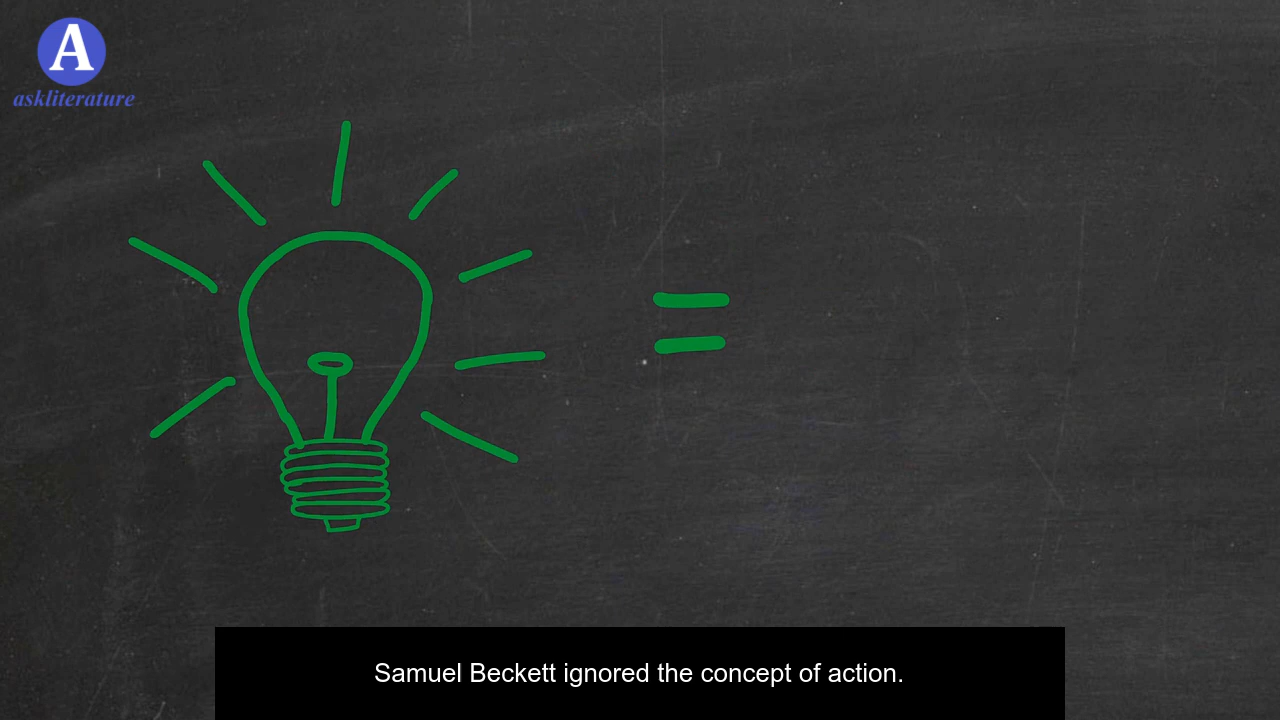 A
askliterature
=
Samuel Beckett ignored the concept of action.